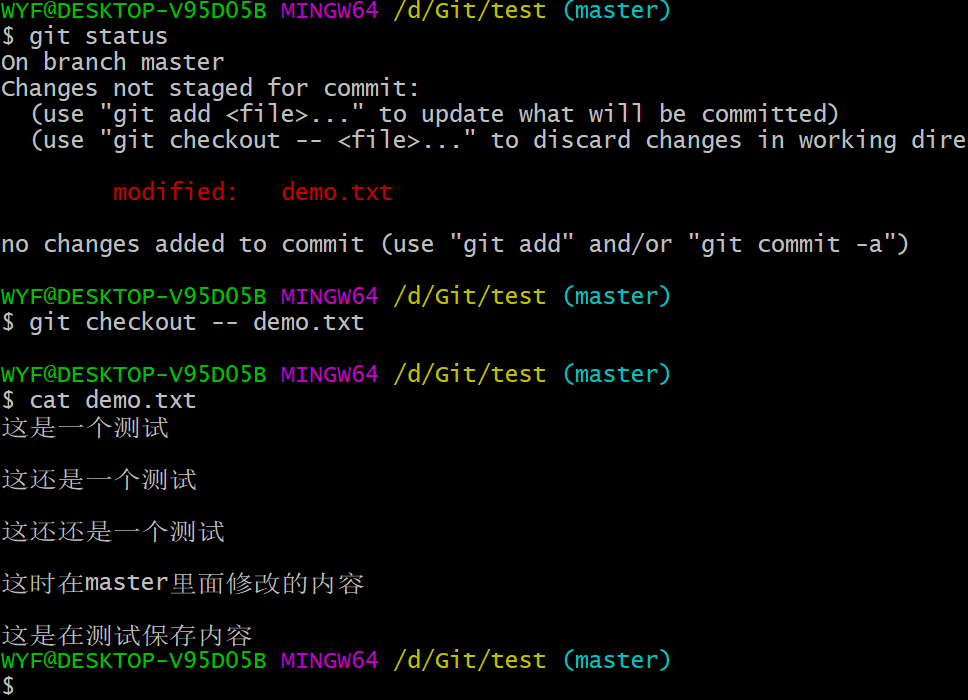 WYF@DESKTOP-V95DO5B MINGW64 /d/Git/test (master)
$ git status
On branch master
Changes not staged for commit:
  (use "git add <file>..." to update what will be committed)
  (use "git checkout -- <file>..." to discard changes in working dire
        modified:   demo.txt
no changes added to commit (use "git add" and/or "git commit -a")
WYF@DESKTOP-V95DO5B MINGW64 /d/Git/test (master)
$ git checkout -- demo.txt
WYF@DESKTOP-V95DO5B MINGW64 /d/Git/test (master)
$ cat demo.txt
这是一个测试
这还是一个测试
这还还是一个测试
这时在master里面修改的内容
这是在测试保存内容
WYF@DESKTOP-V95DO5B MINGW64 /d/Git/test (master)
$